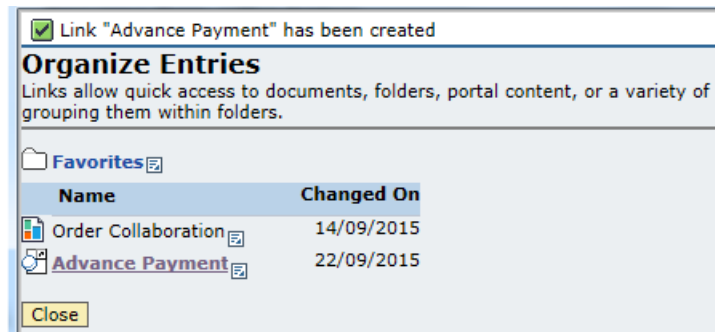 Link "Advance Payment" has been created
Organize Entries
Links allow quick access to documents, folders, portal content, or a variety of
grouping them within folders.
Favorites
Name Changed On
Order Collaboration 14/09/2015
Advance Payment 22/09/2015
Close